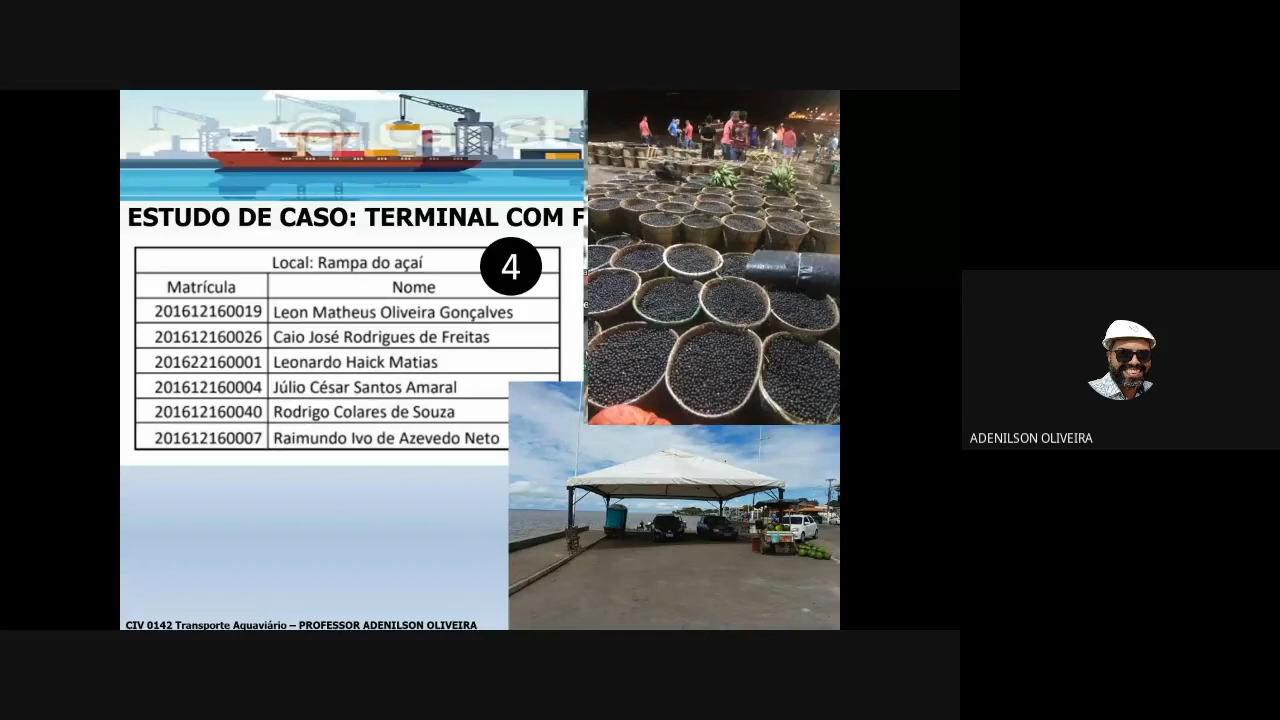 ESTUDO DE CASO: TERMINAL COM F
4
Local: Rampa do açaí
Matrícula Nome
201612160019 Leon Matheus Oliveira Gonçalves
201612160026 Caio José Rodrigues de Freitas
201622160001 Leonardo Haick Matias
201612160004 Júlio César Santos Amaral
201612160040 Rodrigo Colares de Souza
201612160007 Raimundo Ivo de Azevedo Neto
CIV 0142 Transporte Aquaviário – PROFESSOR ADENILSON OLIVEIRA
ADENILSON OLIVEIRA